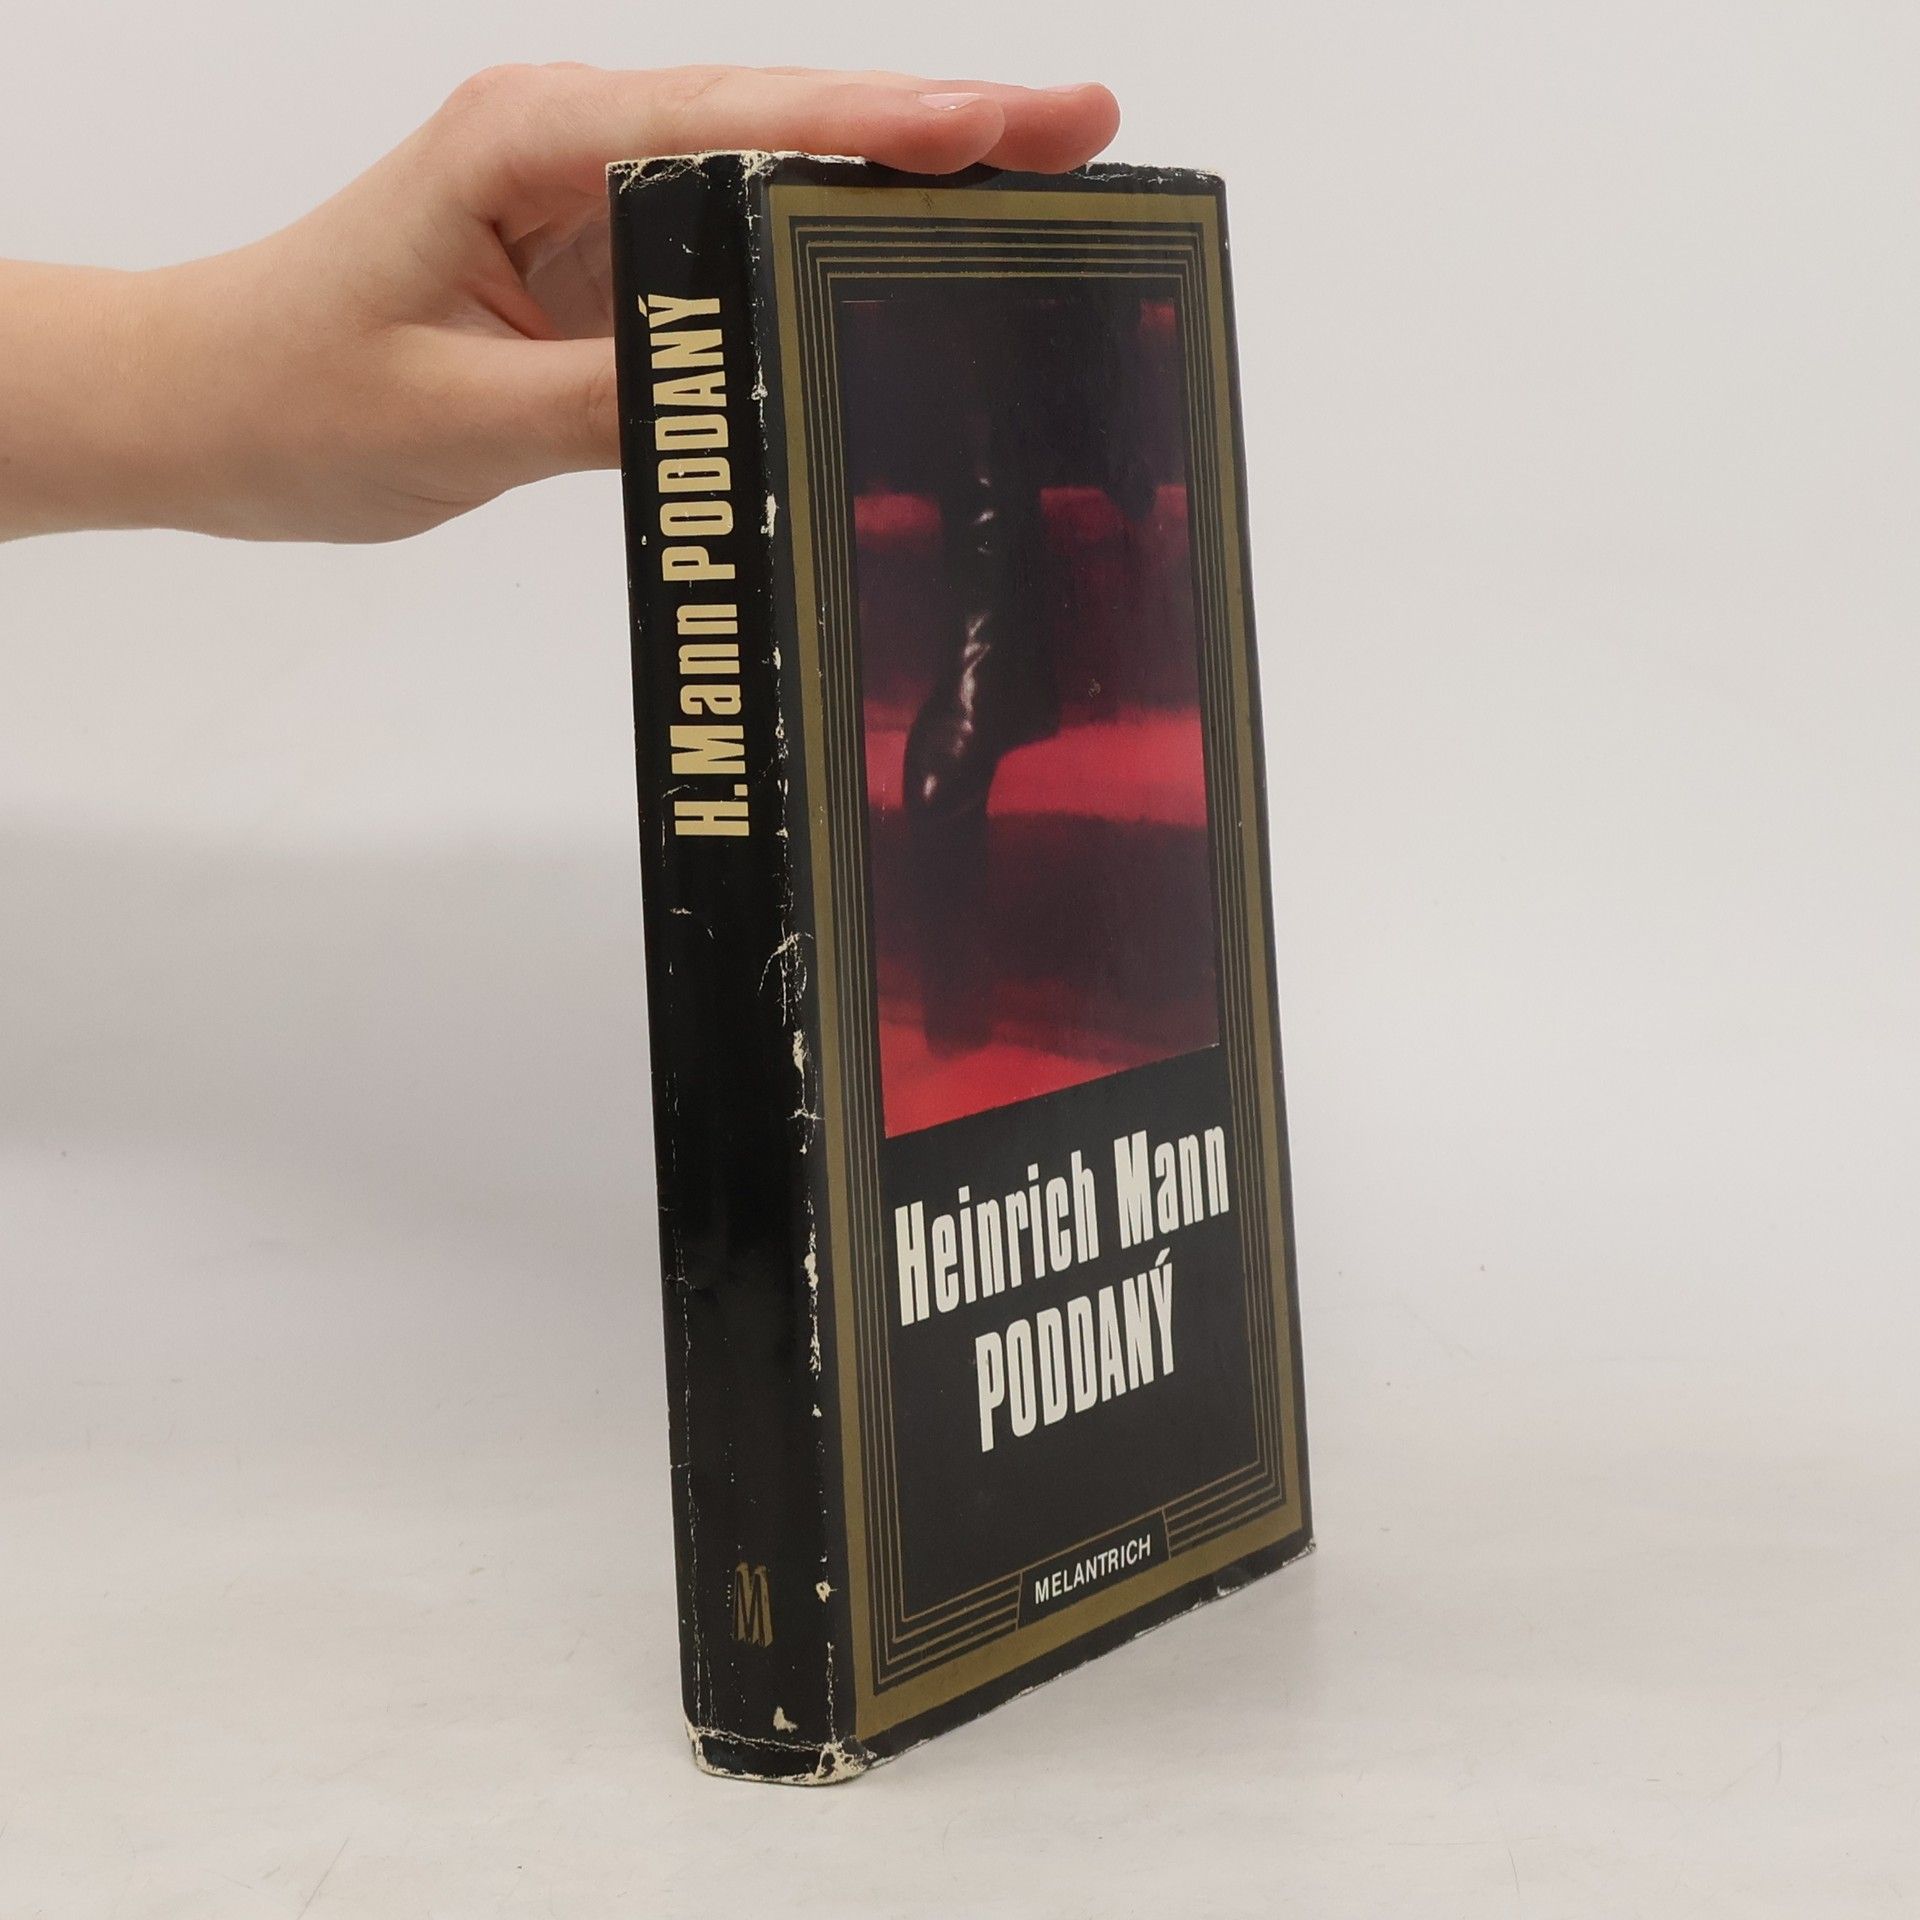 H. Mann PODDANÝ
M
Heinrich Mann
PODDANÝ
MELANTRICH